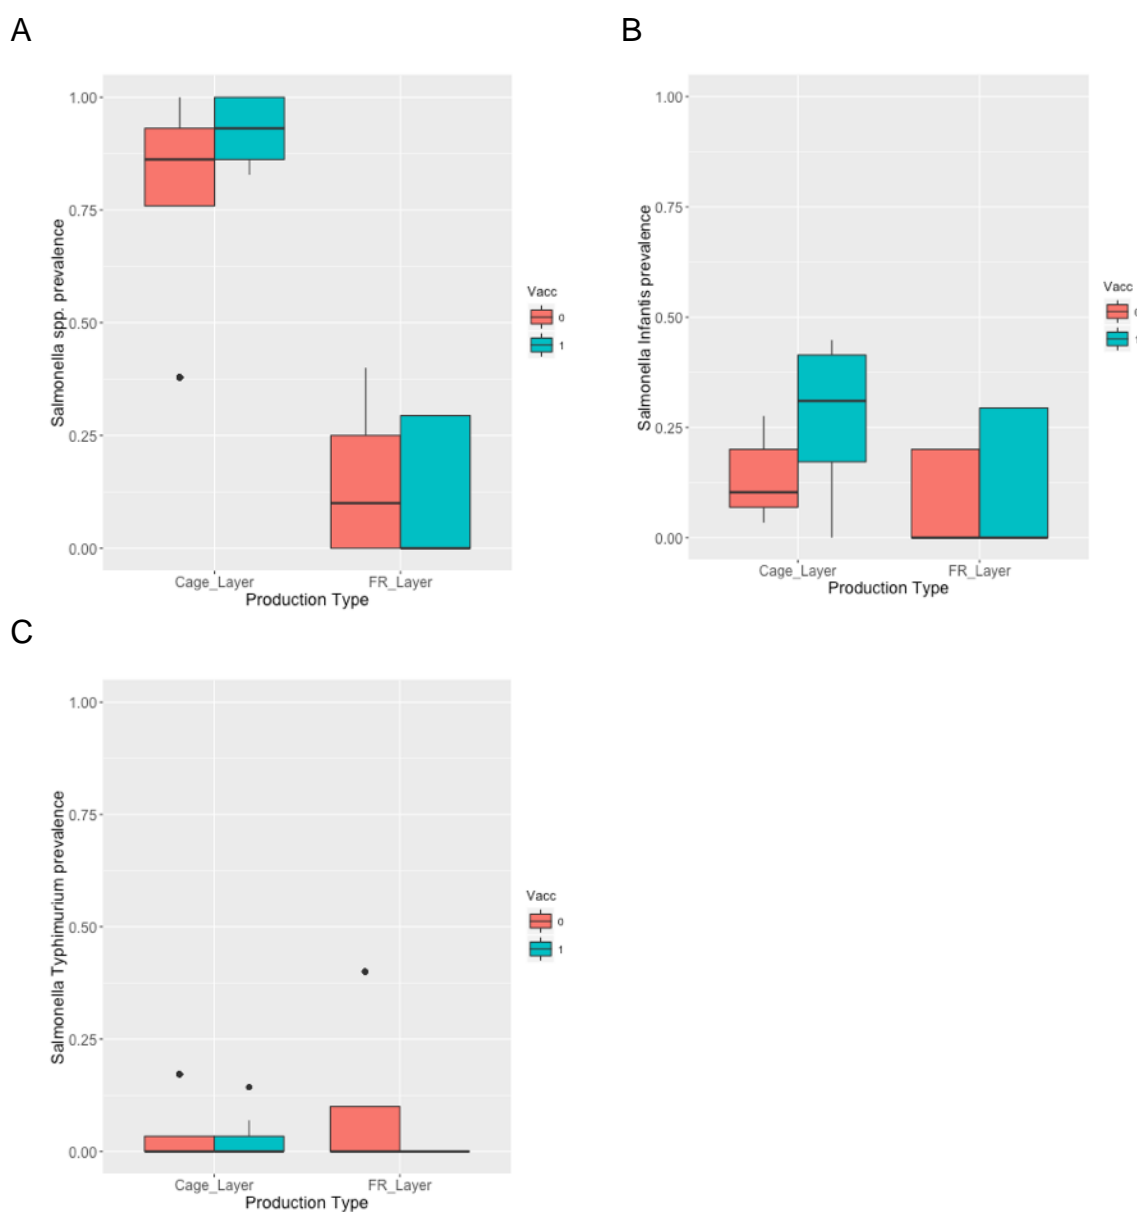 A
B
Salmonella spp. prevalence
1.00
0.75
0.50
0.25
0.00
Cage_Layer
FR_Layer
Production Type
Vacc
0
1
Salmonella Infantis prevalence
1.00
0.75
0.50
0.25
0.00
Cage_Layer
FR_Layer
Production Type
Vacc
C
Salmonella Typhimurium prevalence
1.00
0.75
0.50
0.25
0.00
Cage_Layer
FR_Layer
Production Type
Vacc
0
1